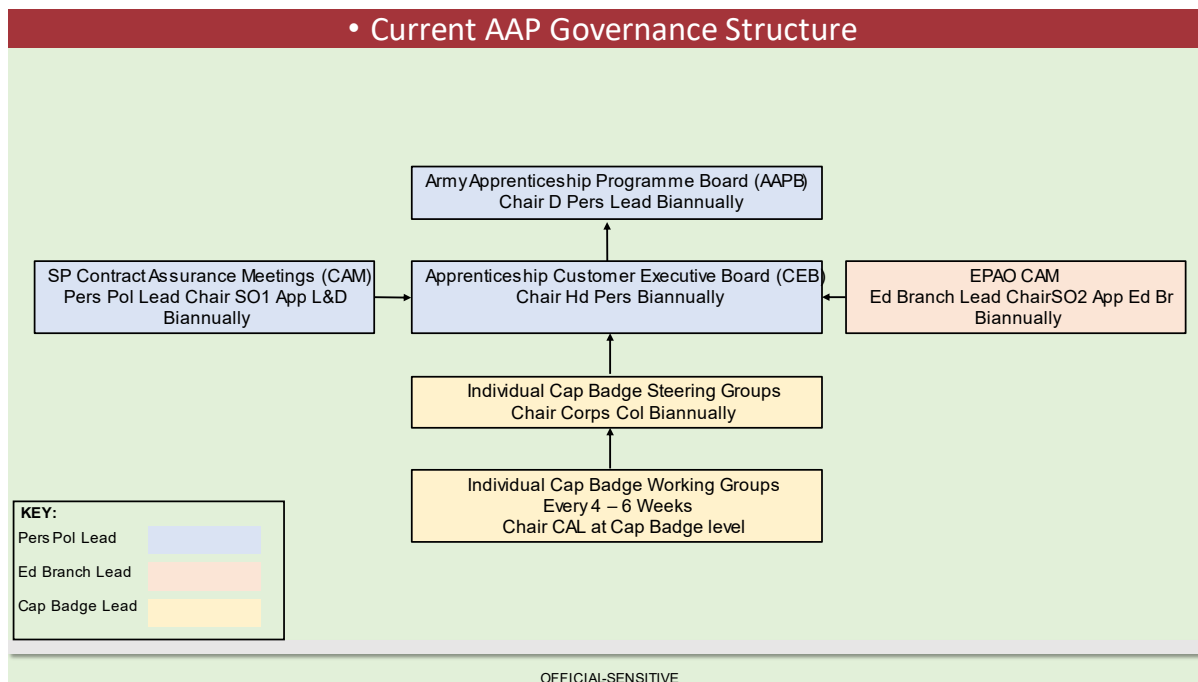 • Current AAP Governance Structure
Army Apprenticeship Programme Board (AAPB)
Chair D Pers Lead Biannually
SP Contract Assurance Meetings (CAM)
Pers Pol Lead Chair SO1 App L&D
Biannually
Apprenticeship Customer Executive Board (CEB)
Chair Hd Pers Biannually
EPAO CAM
Ed Branch Lead ChairSO2 App Ed Br
Biannually
Individual Cap Badge Steering Groups
Chair Corps Col Biannually
Individual Cap Badge Working Groups
Every 4 – 6 Weeks
Chair CAL at Cap Badge level
KEY:
Pers Pol Lead
Ed Branch Lead
Cap Badge Lead
OFFICIAL-SENSITIVE